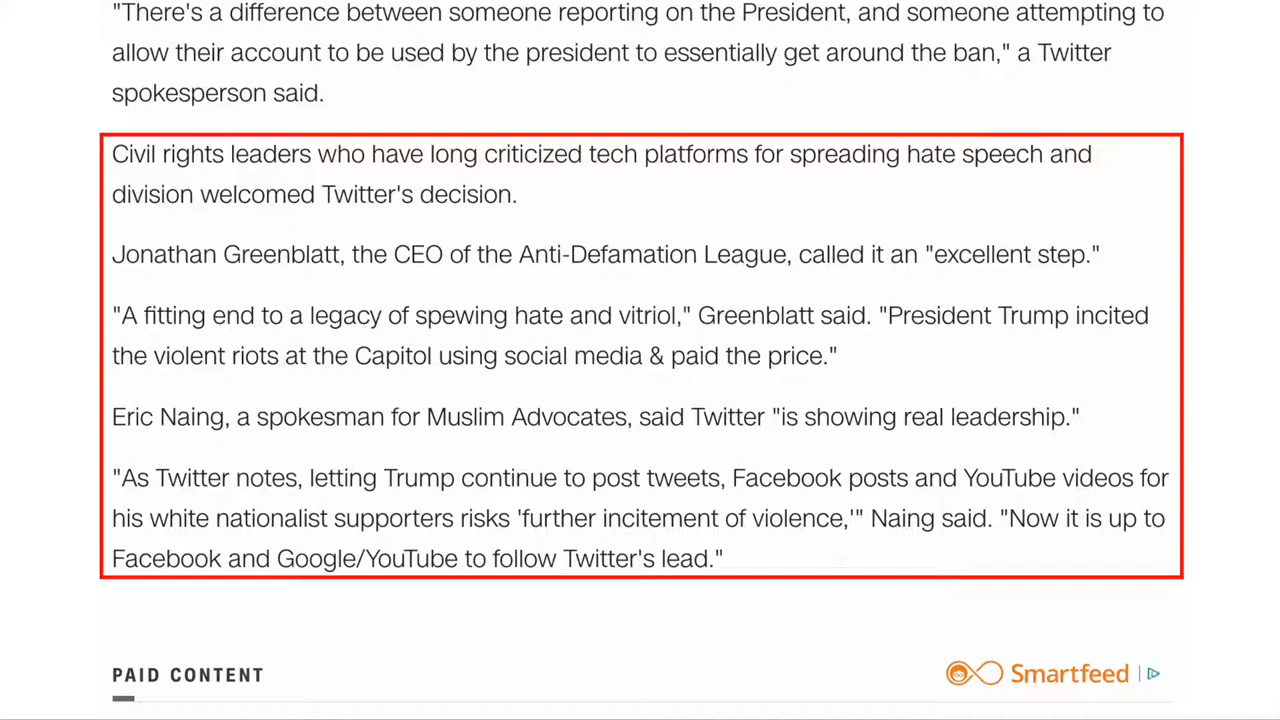 "There's a difference between someone reporting on the President, and someone attempting to
allow their account to be used by the president to essentially get around the ban," a Twitter
spokesperson said.
Civil rights leaders who have long criticized tech platforms for spreading hate speech and
division welcomed Twitter's decision.
Jonathan Greenblatt, the CEO of the Anti-Defamation League, called it an "excellent step."
"A fitting end to a legacy of spewing hate and vitriol," Greenblatt said. "President Trump incited
the violent riots at the Capitol using social media & paid the price."
Eric Naing, a spokesman for Muslim Advocates, said Twitter "is showing real leadership."
"As Twitter notes, letting Trump continue to post tweets, Facebook posts and YouTube videos for
his white nationalist supporters risks 'further incitement of violence,'" Naing said. "Now it is up to
Facebook and Google/YouTube to follow Twitter's lead."
PAID CONTENT
Smartfeed